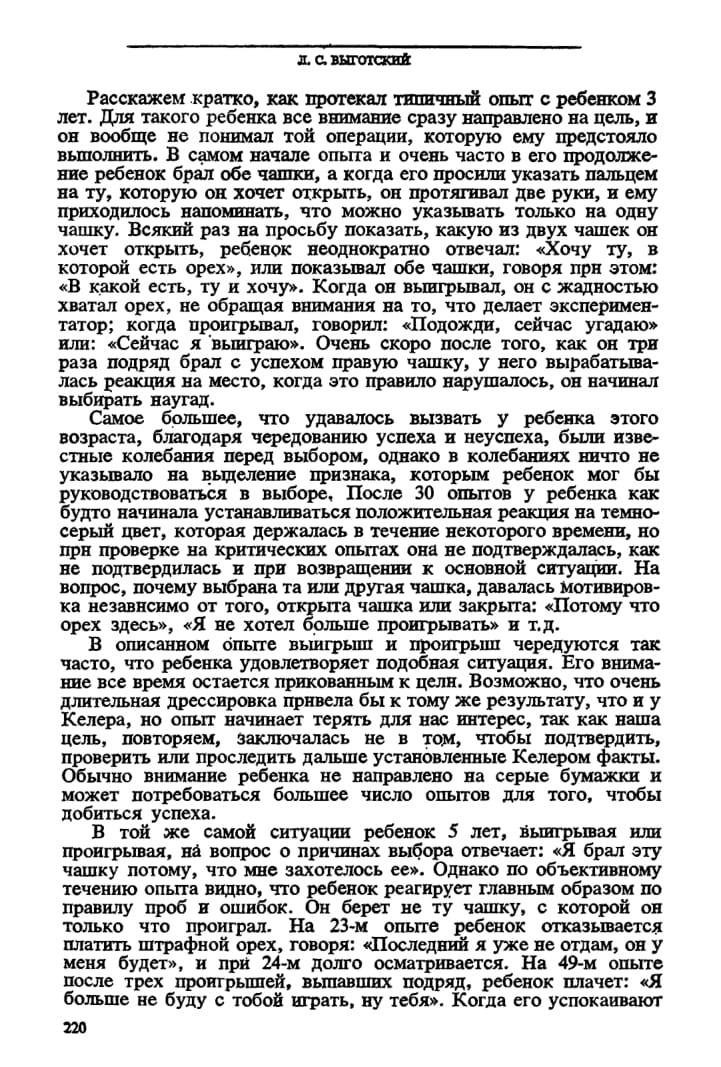 Л. С. ВЫГОТСКИЙ
Расскажем кратко, как протекал типичный опыт с ребенком 3
лет. Для такого ребенка все внимание сразу направлено на цель, и
он вообще не понимал той операции, которую ему предстояло
выполнить. В самом начале опыта и очень часто в его продолже-
ние ребенок брал обе чашки, а когда его просили указать пальцем
на ту, которую он хочет открыть, он протягивал две руки, и ему
приходилось напоминать, что можно указывать только на одну
чашку. Всякий раз на просьбу показать, какую из двух чашек он
хочет открыть, ребенок неоднократно отвечал: «Хочу ту, в
которой есть орех», или показывал обе чашки, говоря прн этом:
«В какой есть, ту и хочу». Когда он выигрывал, он с жадностью
хватал орех, не обращая внимания на то, что делает эксперимен-
татор; когда проигрывал, говорил: «Подожди, сейчас угадаю»
или: «Сейчас я выиграю». Очень скоро после того, как он три
раза подряд брал с успехом правую чашку, у него вырабатыва-
лась реакция на место, когда это правило нарушалось, он начинал
выбирать наугад.
Самое большее, что удавалось вызвать у ребенка этого
возраста, благодаря чередованию успеха и неуспеха, были изве-
стные колебания перед выбором, однако в колебаниях ничто не
указывало на выделение признака, которым ребенок мог бы
руководствоваться в выборе. После 30 опытов у ребенка как
будто начинала устанавливаться положительная реакция на темно-
серый цвет, которая держалась в течение некоторого времени, но
прн проверке на критических опытах она не подтверждалась, как
не подтвердилась и при возвращении к основной ситуации. На
вопрос, почему выбрана та или другая чашка, давалась мотивиров-
ка независимо от того, открыта чашка или закрыта: «Потому что
орех здесь», «Я не хотел больше проигрывать» и т.д.
В описанном опыте выигрыш и проигрыш чередуются так
часто, что ребенка удовлетворяет подобная ситуация. Его внима-
ние все время остается прикованным к цели. Возможно, что очень
длительная дрессировка привела бы к тому же результату, что и у
Келера, но опыт начинает терять для нас интерес, так как наша
цель, повторяем, заключалась не в том, чтобы подтвердить,
проверить или проследить дальше установленные Келером факты.
Обычно внимание ребенка не направлено на серые бумажки и
может потребоваться большее число опытов для того, чтобы
добиться успеха.
В той же самой ситуации ребенок 5 лет, выигрывая или
проигрывая, на вопрос о причинах выбора отвечает: «Я брал эту
чашку потому, что мне захотелось ее». Однако по объективному
течению опыта видно, что ребенок реагирует главным образом по
правилу проб и ошибок. Он берет не ту чашку, с которой он
только что проиграл. На 23-м опыте ребенок отказывается
платить штрафной орех, говоря: «Последний я уже не отдам, он у
меня будет», и при 24-м долго осматривается. На 49-м опыте
после трех проигрышей, выпавших подряд, ребенок плачет: «Я
больше не буду с тобой играть, ну тебя». Когда его успокаивают
220